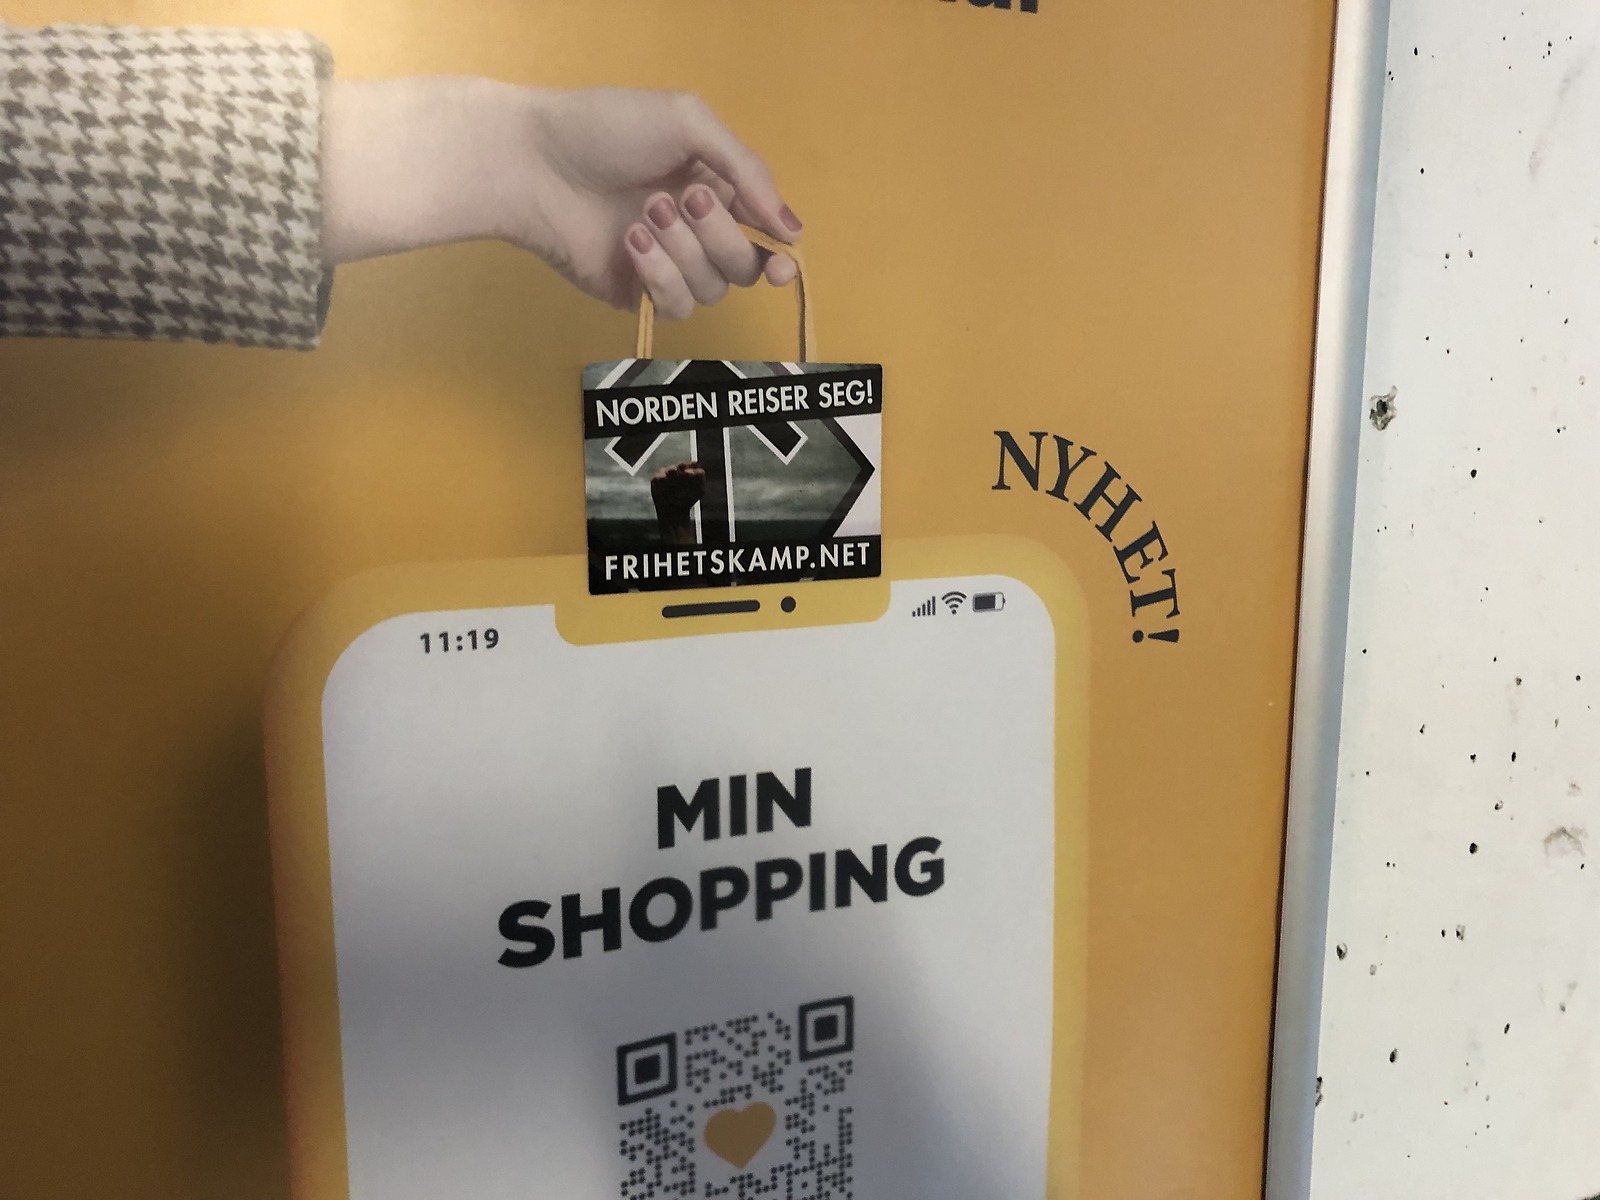 NORDEN REISER SEG!
FRIHETSKAMP.NET
NYHET!
11:19
MIN
SHOPPING